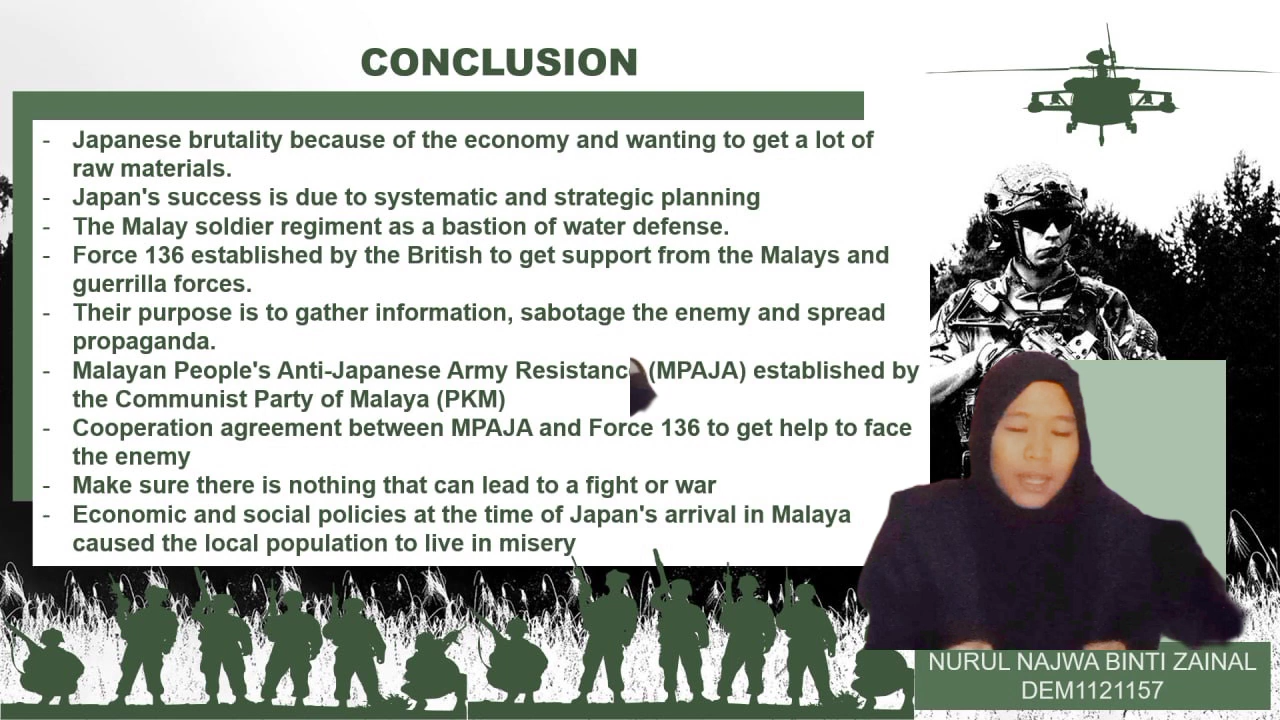 CONCLUSION
- Japanese brutality because of the economy and wanting to get a lot of
raw materials.
- Japan's success is due to systematic and strategic planning
- The Malay soldier regiment as a bastion of water defense.
- Force 136 established by the British to get support from the Malays and
guerrilla forces.
- Their purpose is to gather information, sabotage the enemy and spread
propaganda.
- Malayan People's Anti-Japanese Army Resistance (MPAJA) established by
the Communist Party of Malaya (PKM)
- Cooperation agreement between MPAJA and Force 136 to get help to face
the enemy
- Make sure there is nothing that can lead to a fight or war
- Economic and social policies at the time of Japan's arrival in Malaya
caused the local population to live in misery
NURUL NAJWA BINTI ZAINAL
DEM1121157